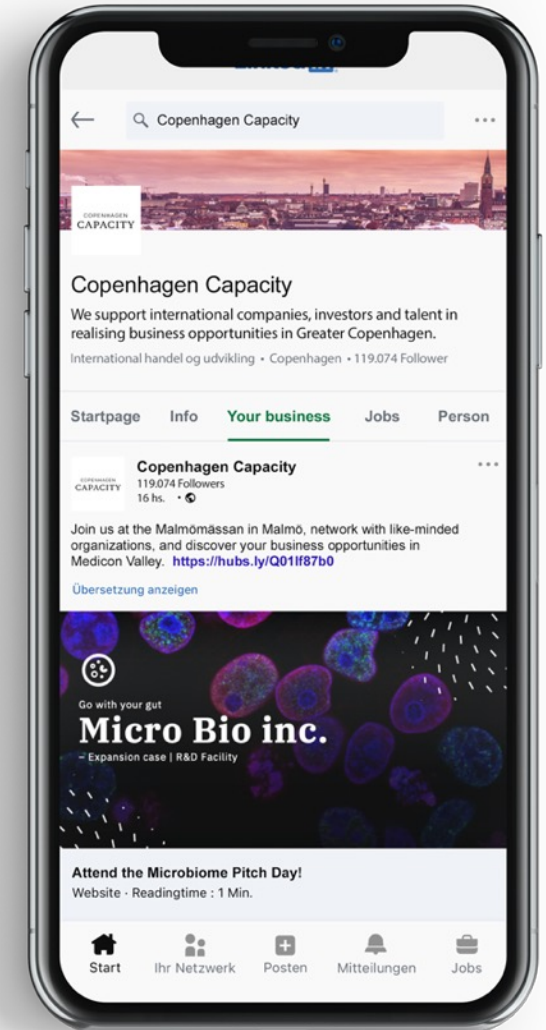 Copenhagen Capacity
COPENHAGEN
CAPACITY
Copenhagen Capacity
We support international companies, investors and talent in
realising business opportunities in Greater Copenhagen.
International handel og udvikling • Copenhagen • 119.074 Follower
Startpage Info Your business Jobs Person
COPENHAGEN
CAPACITY
Copenhagen Capacity
119.074 Followers
16 hs. •
Join us at the Malmömässan in Malmö, network with like-minded
organizations, and discover your business opportunities in
Medicon Valley. https://hubs.ly/Q01lf87b0
Übersetzung anzeigen
Go with your gut
Micro Bio inc.
– Expansion case | R&D Facility
Attend the Microbiome Pitch Day!
Website · Readingtime : 1 Min.
Start Ihr Netzwerk Posten Mitteilungen Jobs